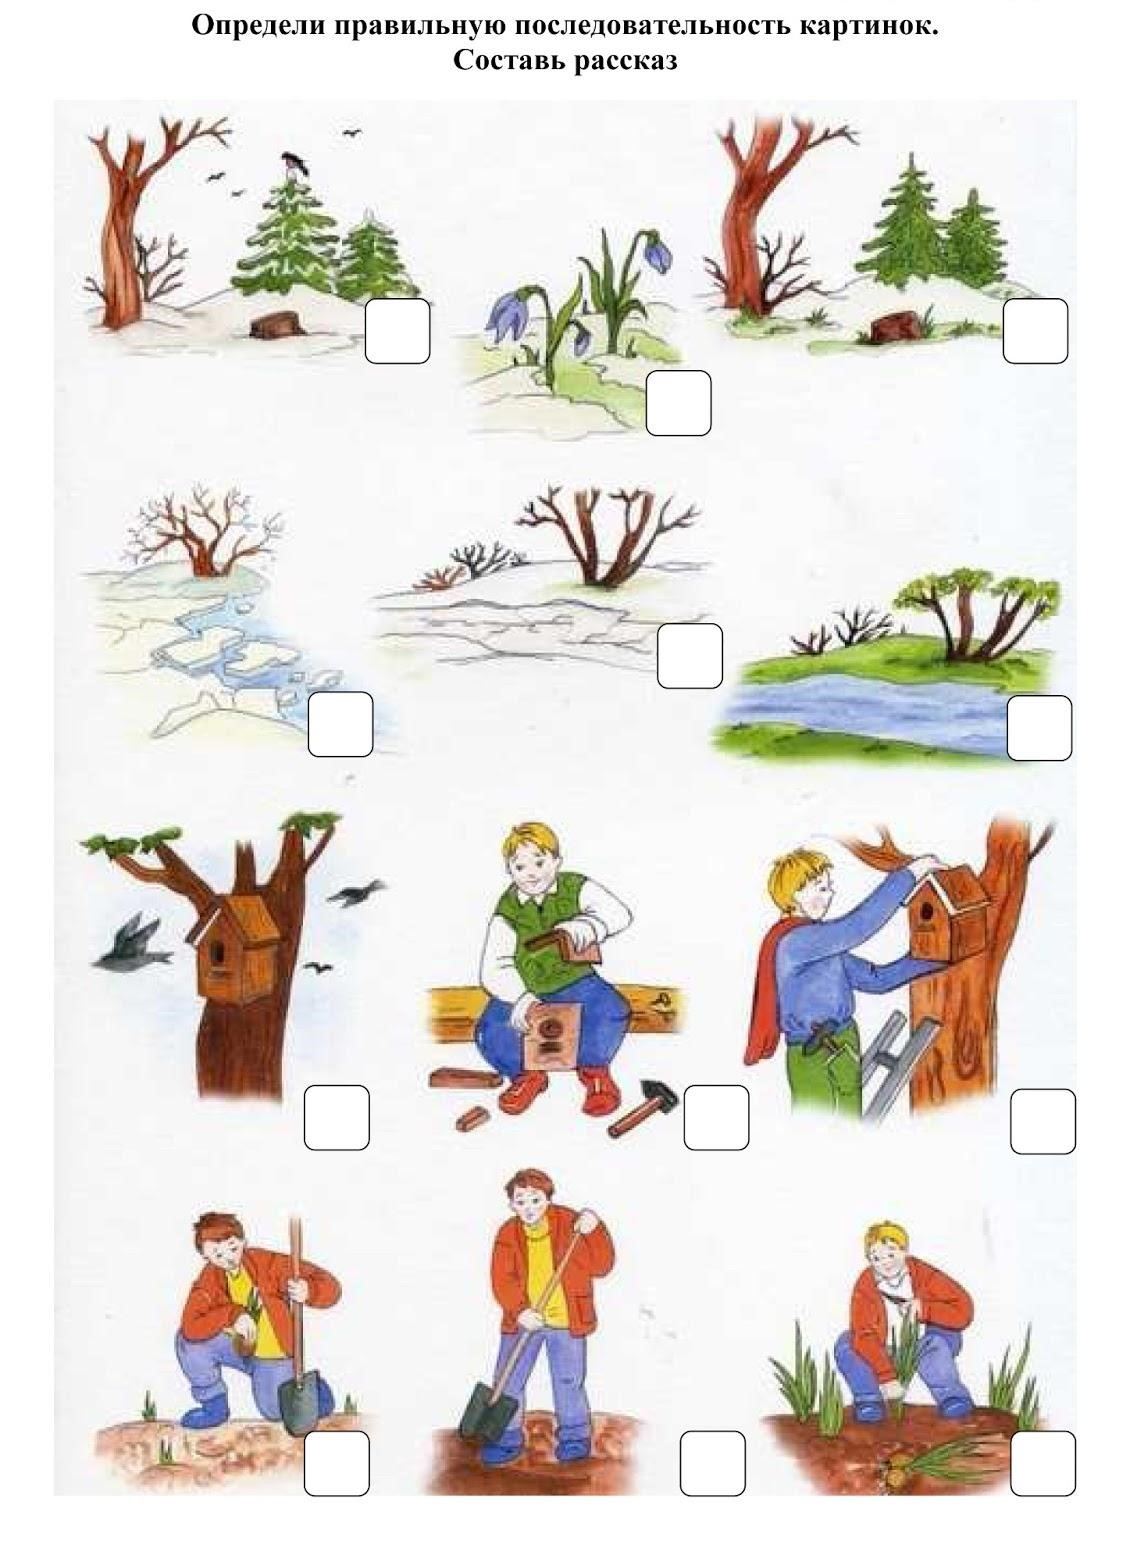 Определи правильную последовательность картинок.
Составь рассказ